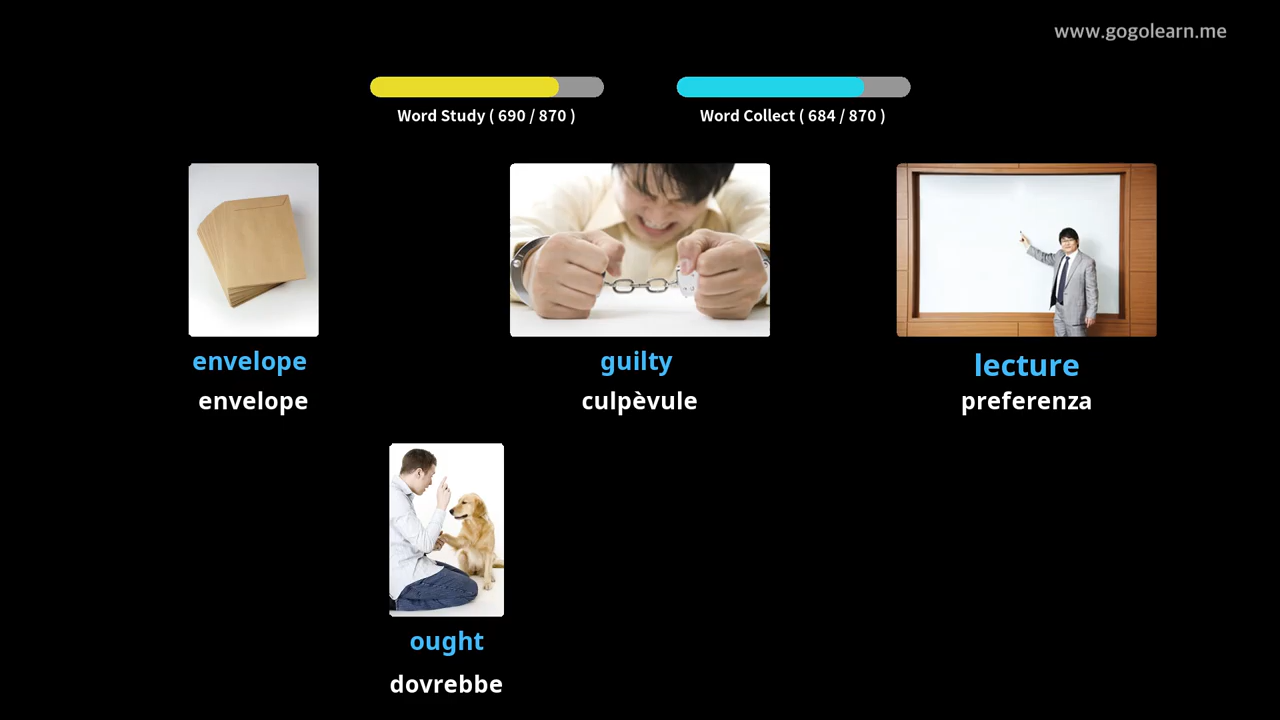 www.gogolearn.me
Word Study ( 690 / 870 )
Word Collect ( 684 / 870 )
envelope
envelope
guilty
culpèvule
lecture
preferenza
ought
dovrebbe